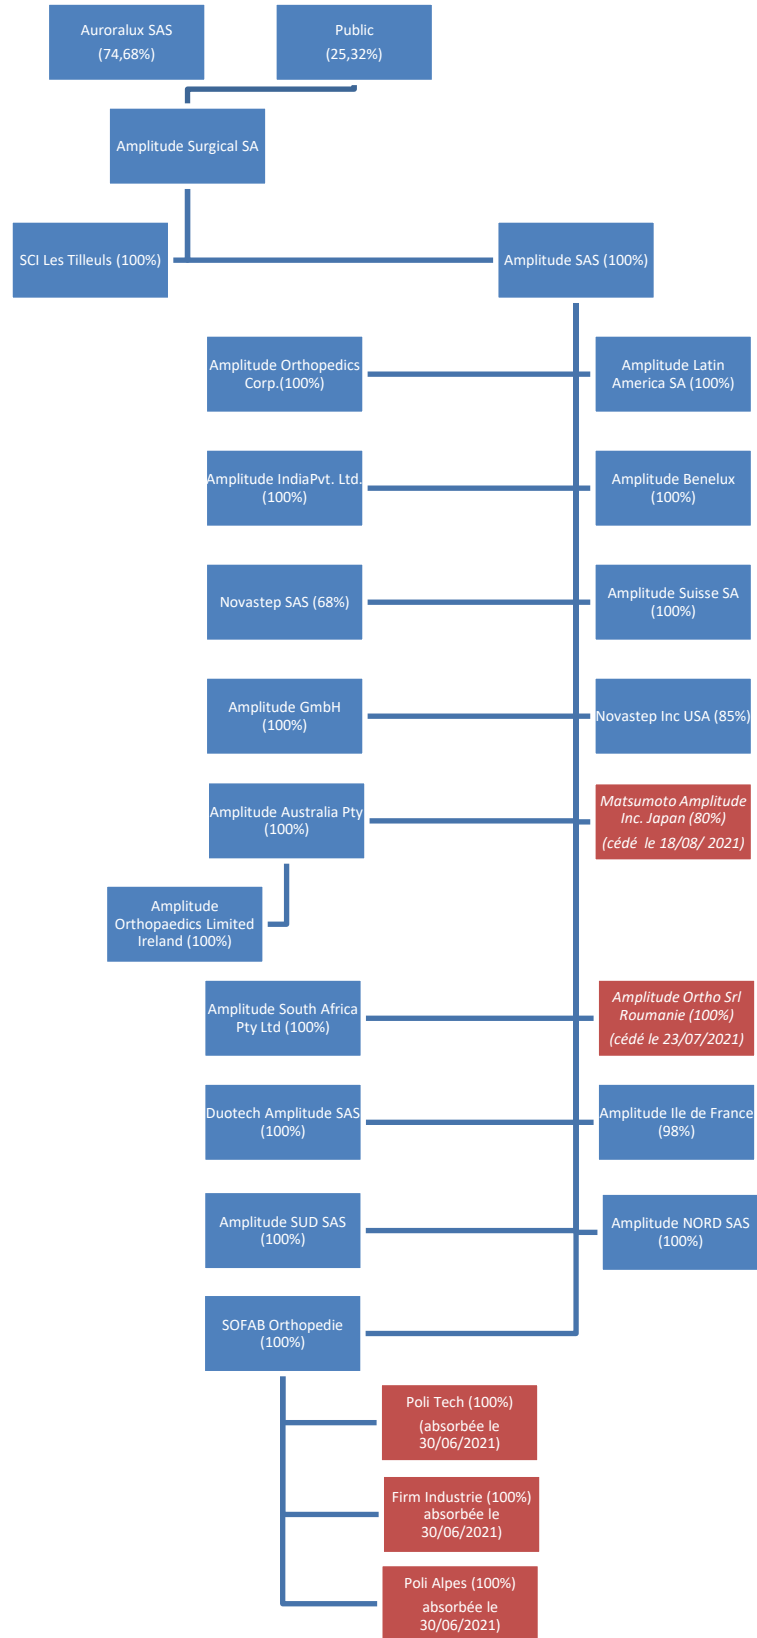 Auroralux SAS
(74,68%)
Public
(25,32%)
Amplitude Surgical SA
SCI Les Tilleuls (100%)
Amplitude SAS (100%)
Amplitude Orthopedics
Corp.(100%)
Amplitude Latin
America SA (100%)
Amplitude IndiaPvt. Ltd.
(100%)
Amplitude Benelux
(100%)
Novastep SAS (68%)
Amplitude Suisse SA
(100%)
Amplitude GmbH
(100%)
Novastep Inc USA (85%)
Amplitude Australia Pty
(100%)
Matsumoto Amplitude
Inc. Japan (80%)
(cédé le 18/08/ 2021)
Amplitude
Orthopaedics Limited
Ireland (100%)
Amplitude South Africa
Pty Ltd (100%)
Amplitude Ortho Srl
Roumanie (100%)
(cédé le 23/07/2021)
Duotech Amplitude SAS
(100%)
Amplitude Ile de France
(98%)
Amplitude SUD SAS
(100%)
Amplitude NORD SAS
(100%)
SOFAB Orthopedie
(100%)
Poli Tech (100%)
(absorbée le
30/06/2021)
Firm Industrie (100%)
absorbée le
30/06/2021)
Poli Alpes (100%)
absorbée le
30/06/2021)